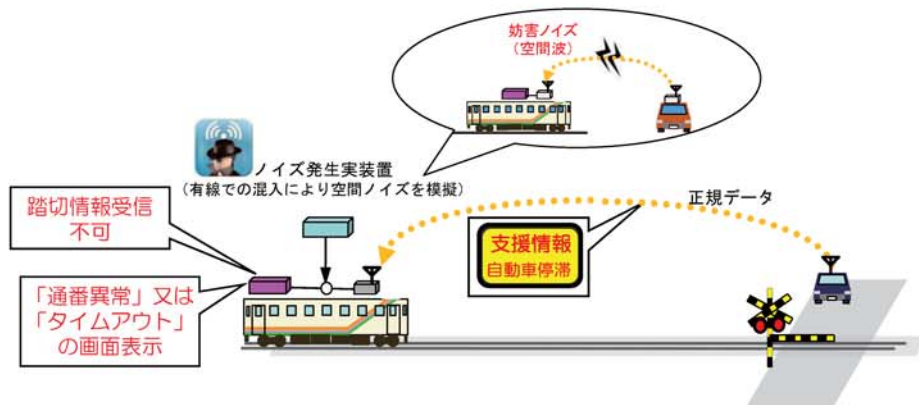 妨害ノイズ
（空間波）
ノイズ発生実装置
（有線での混入により空間ノイズを模擬）
踏切情報受信
不可
正規データ
支援情報
自動車停滞
「通番異常」又は
「タイムアウト」
の画面表示